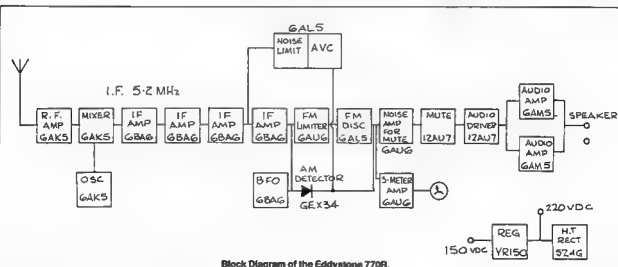 6AL5
NOISE
LIMIT
AVC
I.F. 5·2 MHz
R.F.
AMP
6AK5
MIXER
6AK5
IF
AMP
6BA6
IF
AMP
6BA6
IF
AMP
6BA6
IF
AMP
6BA6
FM
LIMITER
6AU6
FM
DISC
6AL5
NOISE
AMP
FOR
MUTE
6AU6
MUTE
12AU7
AUDIO
DRIVER
12AU7
AUDIO
AMP
6AM5
AUDIO
AMP
6AM5
SPEAKER
OSC
6AK5
BFO
6BA6
AM
DETECTOR
GEX34
S-METER
AMP
6AU6
220VDC
150 VDC
REG
VR150
H.T
RECT
5Z4G
Block Diagram of the Eddystone 770R.